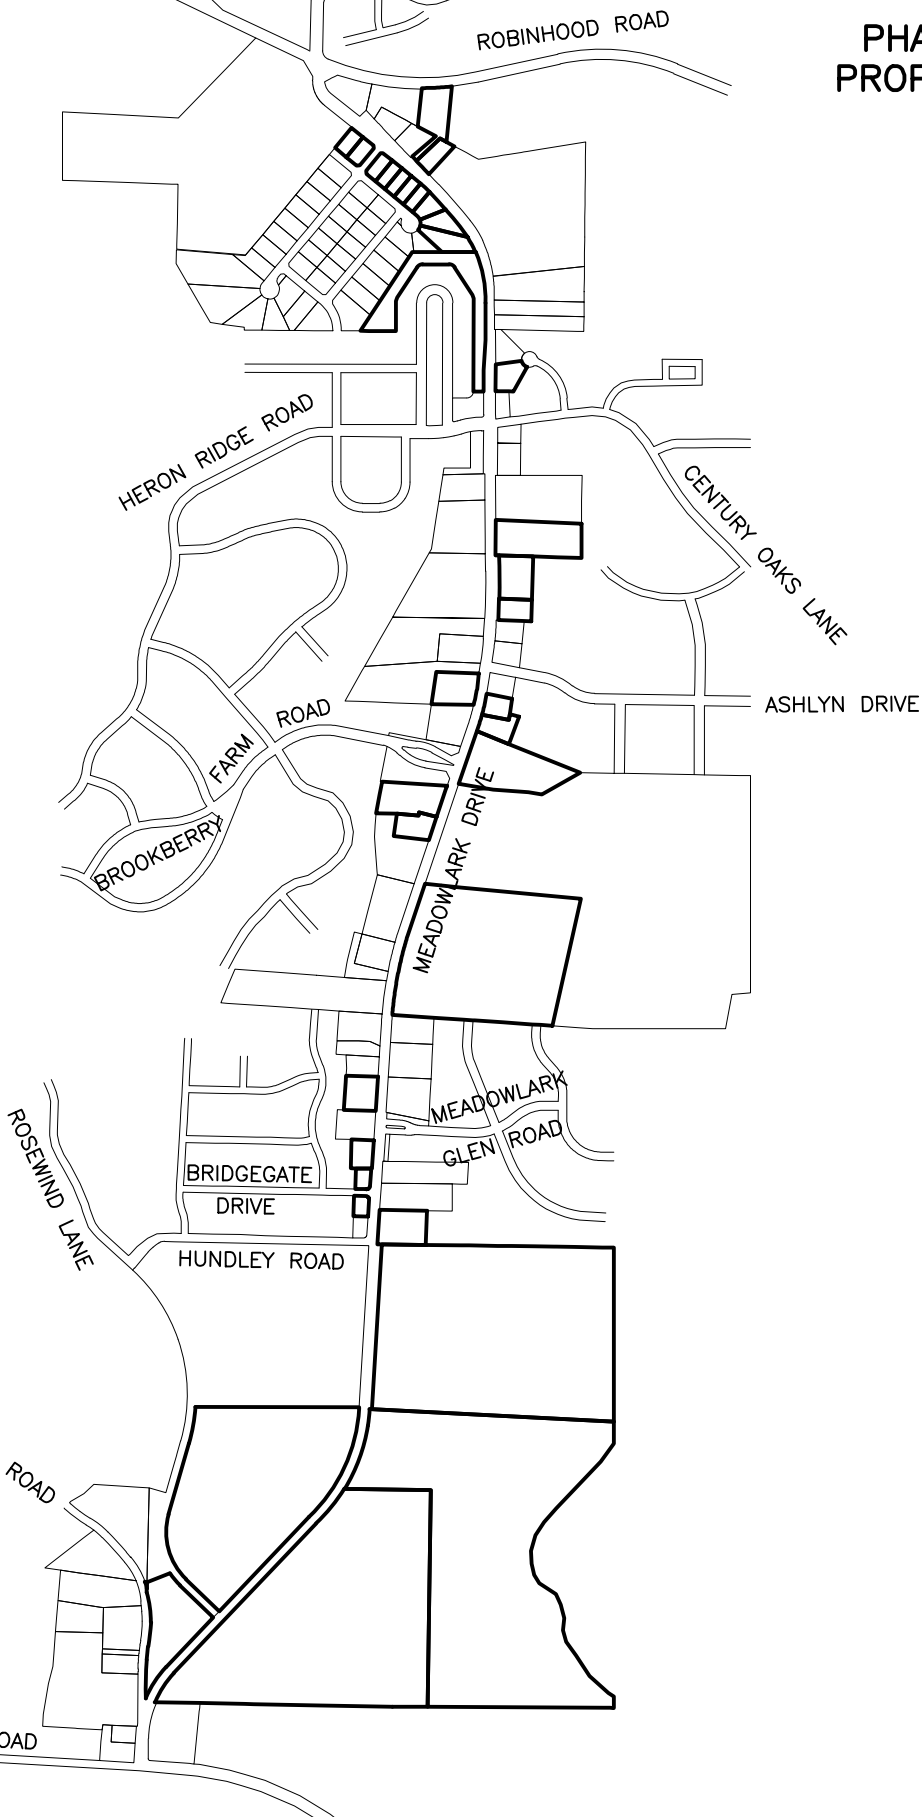 ROBINHOOD ROAD
PHA
PROP
HERON RIDGE ROAD
CENTURY OAKS LANE
ROAD
ASHLYN DRIVE
FARM
MEADOWLARK DRIVE
BROOKBERRY
MEADOWLARK
GLEN ROAD
ROSEWIND LANE
BRIDGEGATE
DRIVE
HUNDLEY ROAD
ROAD
OAD